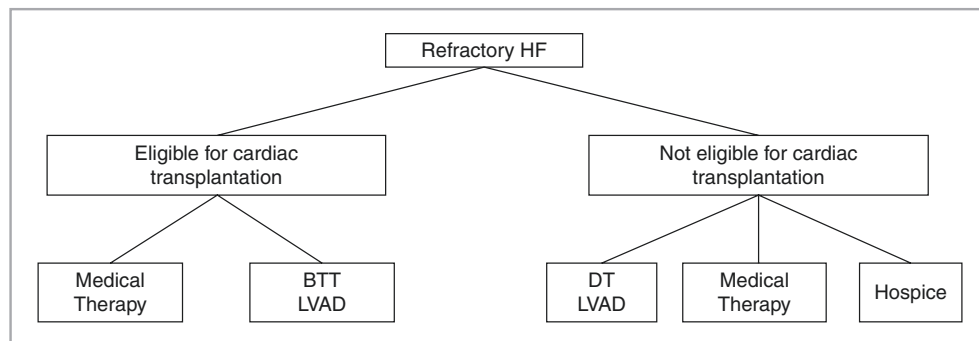 Refractory HF
Eligible for cardiac
transplantation
Not eligible for cardiac
transplantation
Medical
Therapy
BTT
LVAD
DT
LVAD
Medical
Therapy
Hospice